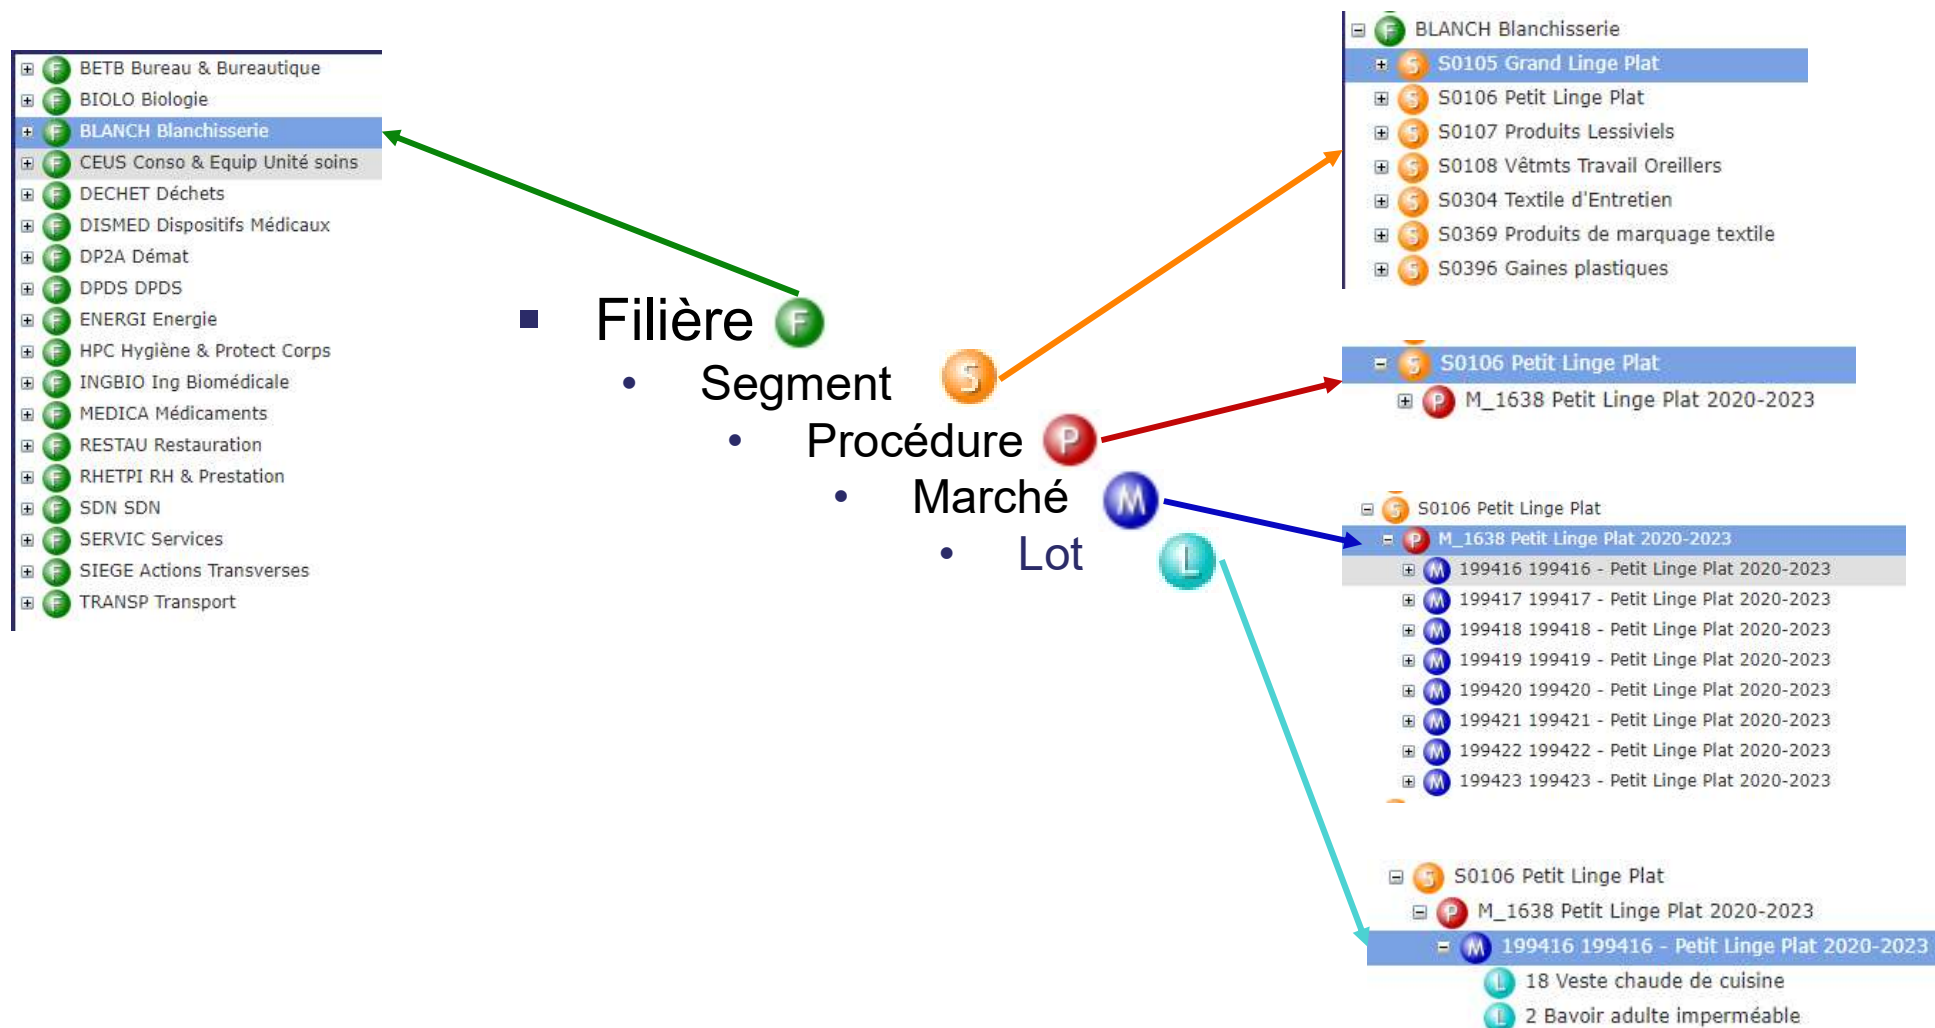 BETB Bureau & Bureautique
BIOLO Biologie
BLANCH Blanchisserie
CEUS Conso & Equip Unité soins
DECHET Déchets
DISMED Dispositifs Médicaux
DP2A Démat
DPDS DPDS
ENERGI Energie
HPC Hygiène & Protect Corps
INGBIO Ing Biomédicale
MEDICA Médicaments
RESTAU Restauration
RHETPI RH & Prestation
SDN SDN
SERVIC Services
SIEGE Actions Transverses
TRANSP Transport
Filière F
Segment S
Procédure P
Marché M
Lot L
BLANCH Blanchisserie
S0105 Grand Linge Plat
S0106 Petit Linge Plat
S0107 Produits Lessiviels
S0108 Vêtmts Travail Oreillers
S0304 Textile d'Entretien
S0369 Produits de marquage textile
S0396 Gaines plastiques
S0106 Petit Linge Plat
M_1638 Petit Linge Plat 2020-2023
S0106 Petit Linge Plat
M_1638 Petit Linge Plat 2020-2023
199416 199416 - Petit Linge Plat 2020-2023
199417 199417 - Petit Linge Plat 2020-2023
199418 199418 - Petit Linge Plat 2020-2023
199419 199419 - Petit Linge Plat 2020-2023
199420 199420 - Petit Linge Plat 2020-2023
199421 199421 - Petit Linge Plat 2020-2023
199422 199422 - Petit Linge Plat 2020-2023
199423 199423 - Petit Linge Plat 2020-2023
S0106 Petit Linge Plat
M_1638 Petit Linge Plat 2020-2023
199416 199416 - Petit Linge Plat 2020-2023
18 Veste chaude de cuisine
2 Bavoir adulte imperméable